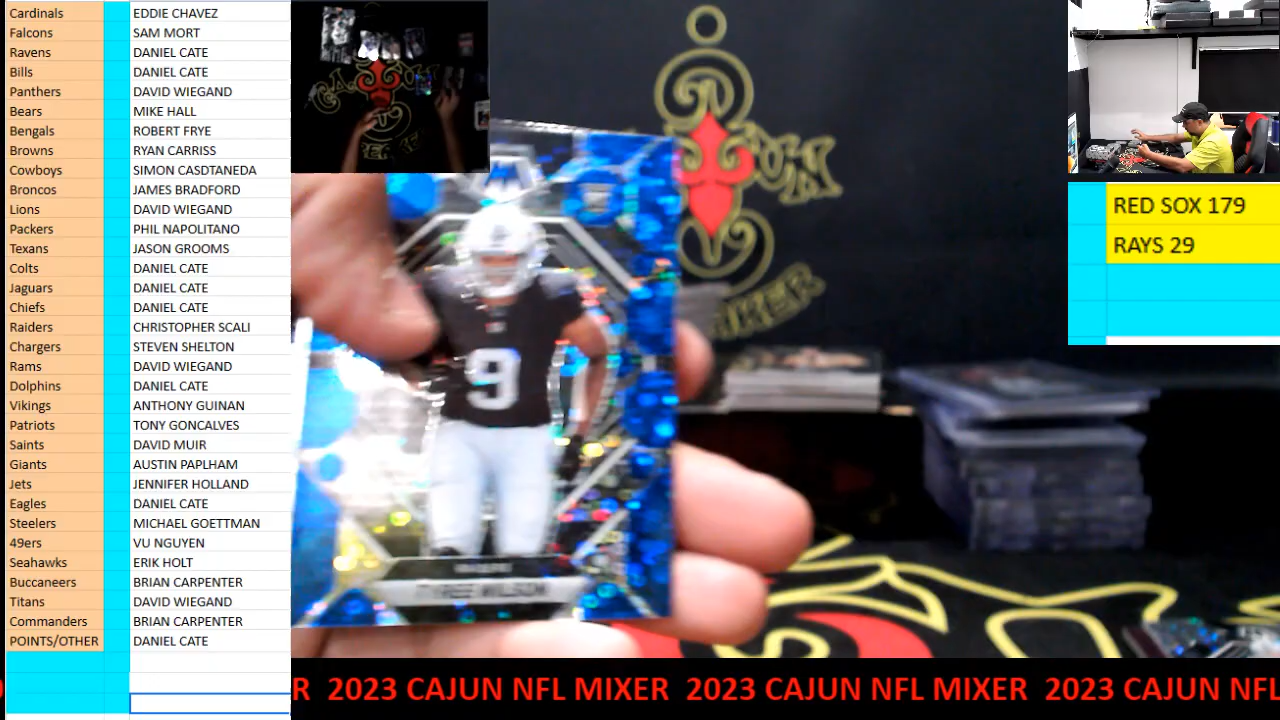 Cardinals EDDIE CHAVEZ
Falcons SAM MORT
Ravens DANIEL CATE
Bills DANIEL CATE
Panthers DAVID WIEGAND
Bears MIKE HALL
Bengals ROBERT FRYE
Browns RYAN CARRISS
Cowboys SIMON CASDTANEDA
Broncos JAMES BRADFORD
Lions DAVID WIEGAND
Packers PHIL NAPOLITANO
Texans JASON GROOMS
Colts DANIEL CATE
Jaguars DANIEL CATE
Chiefs DANIEL CATE
Raiders CHRISTOPHER SCALI
Chargers STEVEN SHELTON
Rams DAVID WIEGAND
Dolphins DANIEL CATE
Vikings ANTHONY GUINAN
Patriots TONY GONCALVES
Saints DAVID MUIR
Giants AUSTIN PAPLHAM
Jets JENNIFER HOLLAND
Eagles DANIEL CATE
Steelers MICHAEL GOETTMAN
49ers VU NGUYEN
Seahawks ERIK HOLT
Buccaneers BRIAN CARPENTER
Titans DAVID WIEGAND
Commanders BRIAN CARPENTER
POINTS/OTHER DANIEL CATE
RED SOX 179
RAYS 29
9
TYREE WILSON
R 2023 CAJUN NFL MIXER 2023 CAJUN NFL MIXER 2023 CAJUN NFL